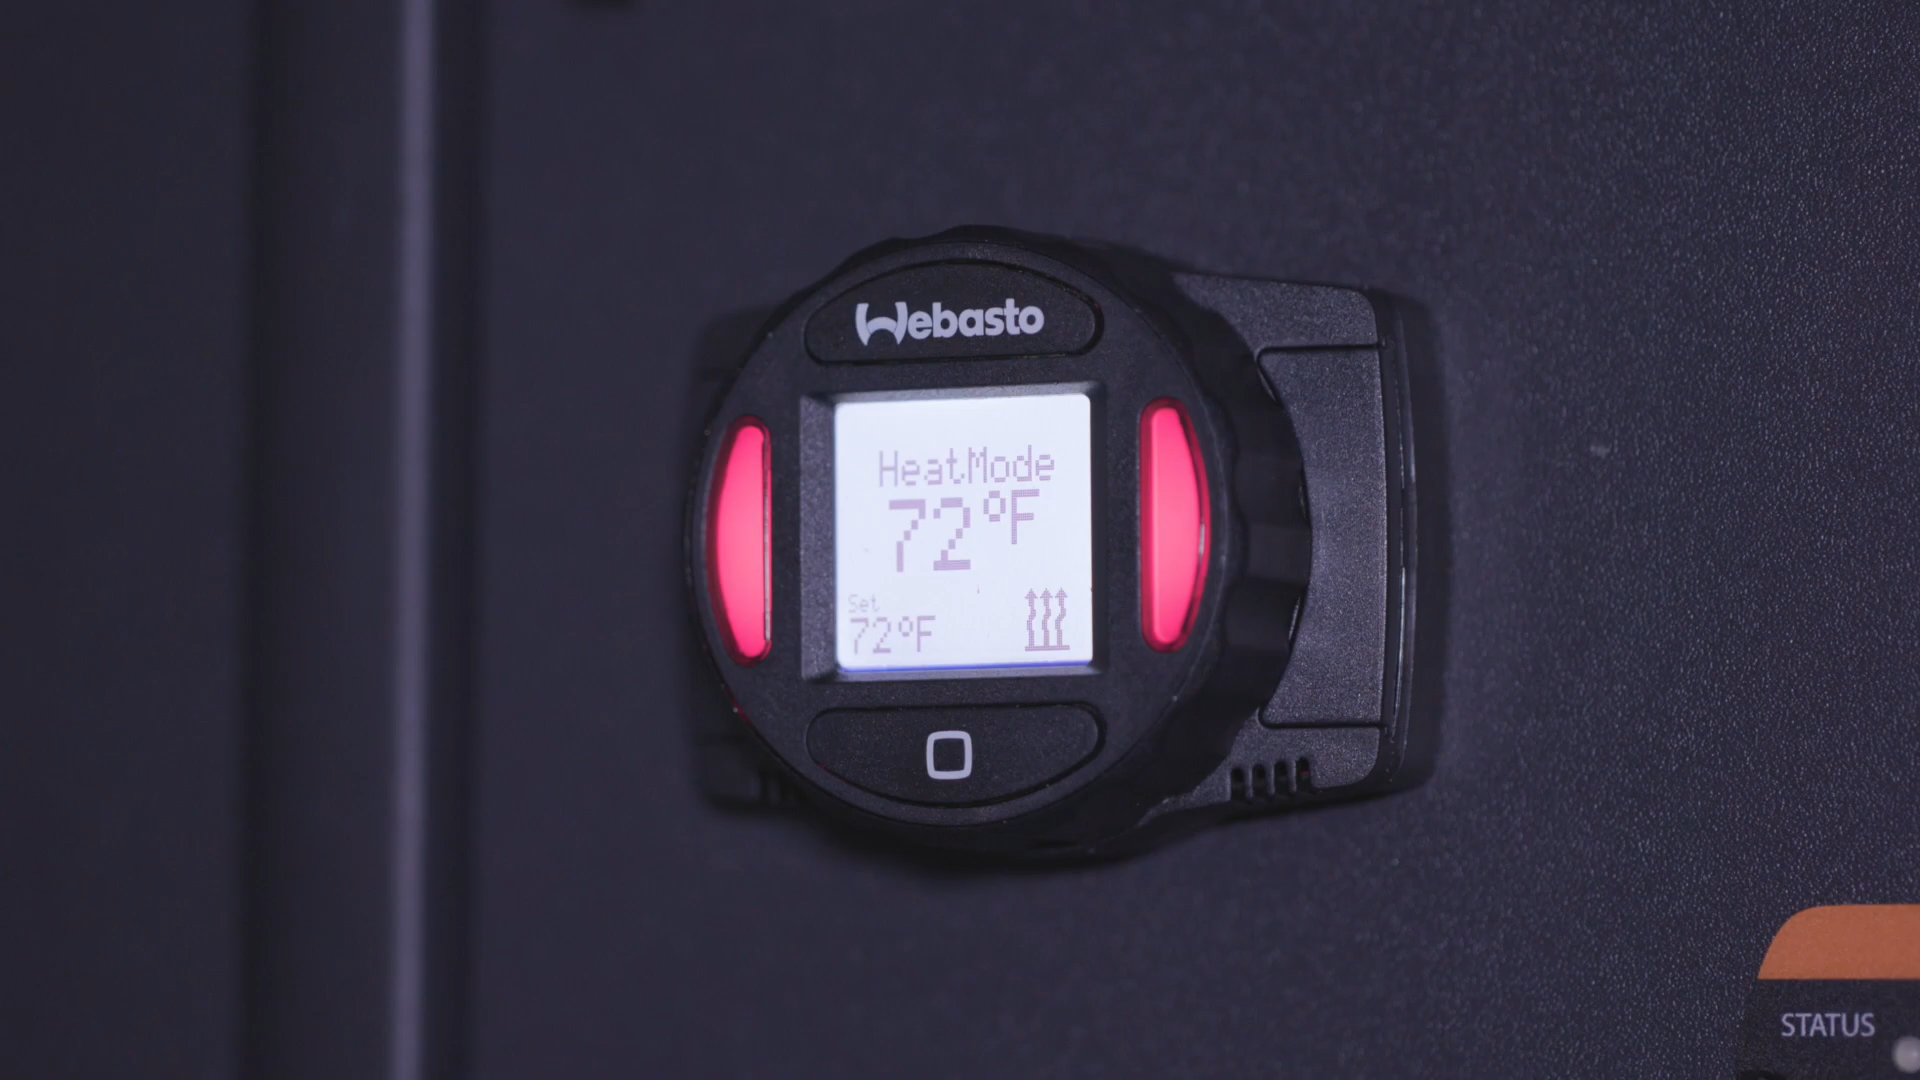 Webasto
HeatMode
72°F
Set
72°F
STATUS